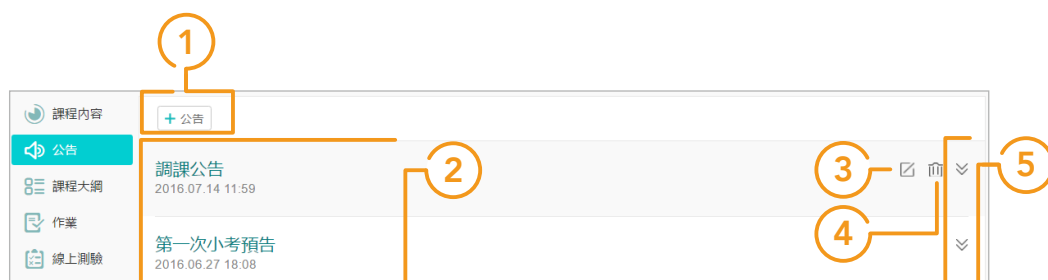 1
課程內容
+ 公告
公告
調課公告
2016.07.14 11:59
2
3
4
5
課程大綱
作業
第一次小考預告
2016.06.27 18:08
線上測驗